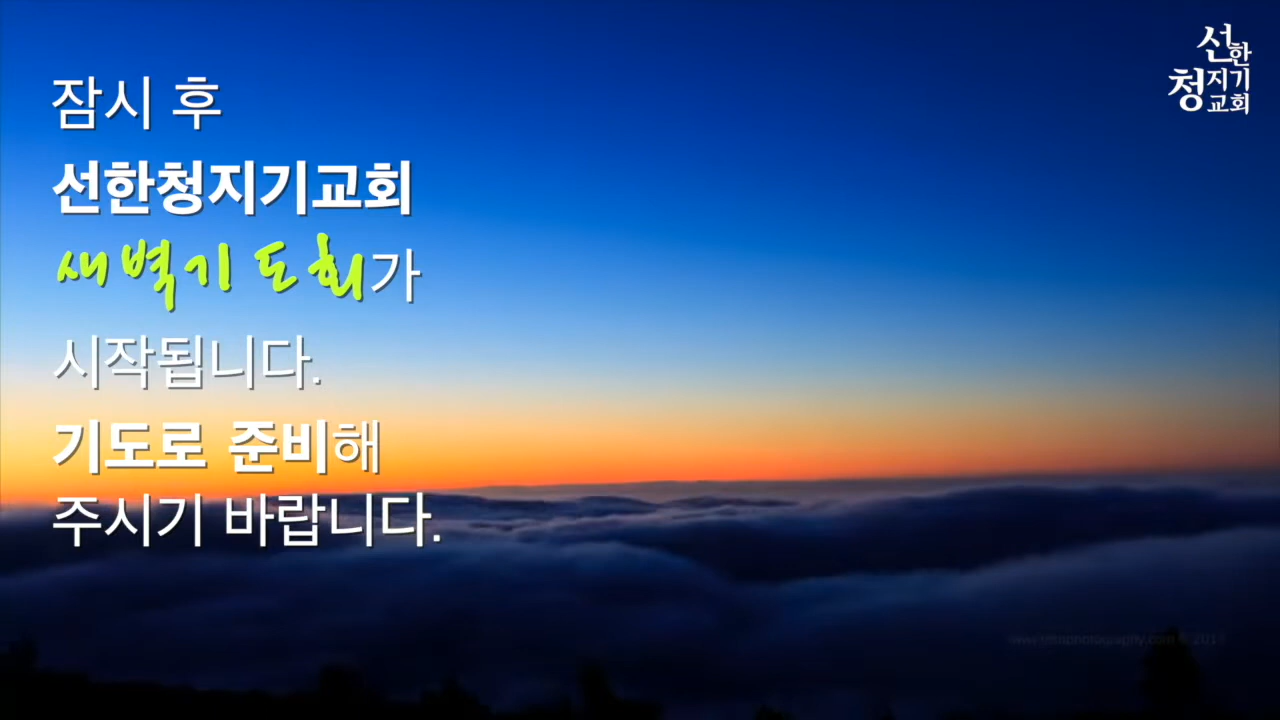 잠시 후
선한청지기교회
새벽기도회가
시작됩니다.
기도로 준비해
주시기 바랍니다.
선한
청지기
교회